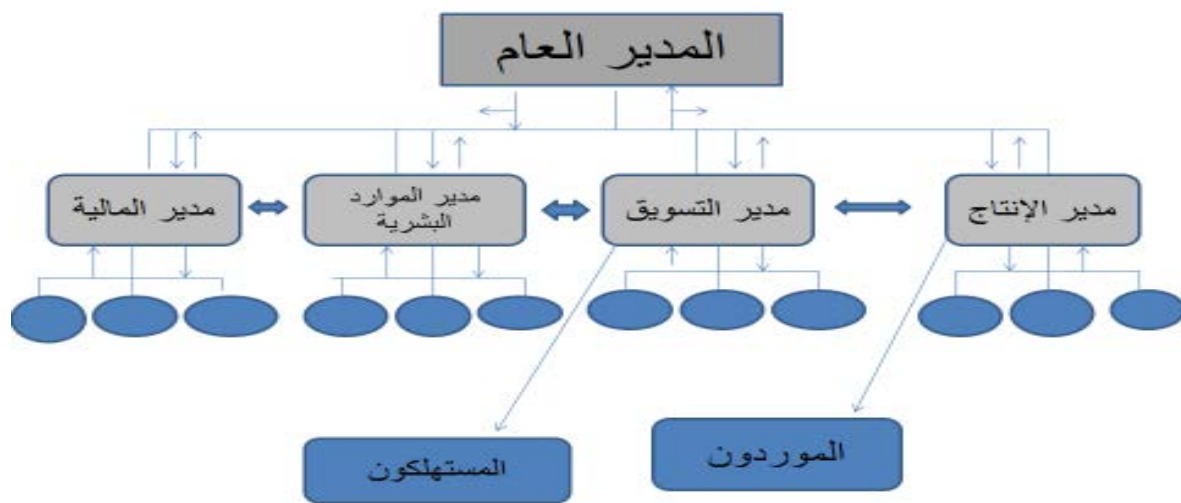 المدير العام
مدير الإنتاج
مدير التسويق
مدير الموارد
البشرية
مدير المالية
الموردون
المستهلكون